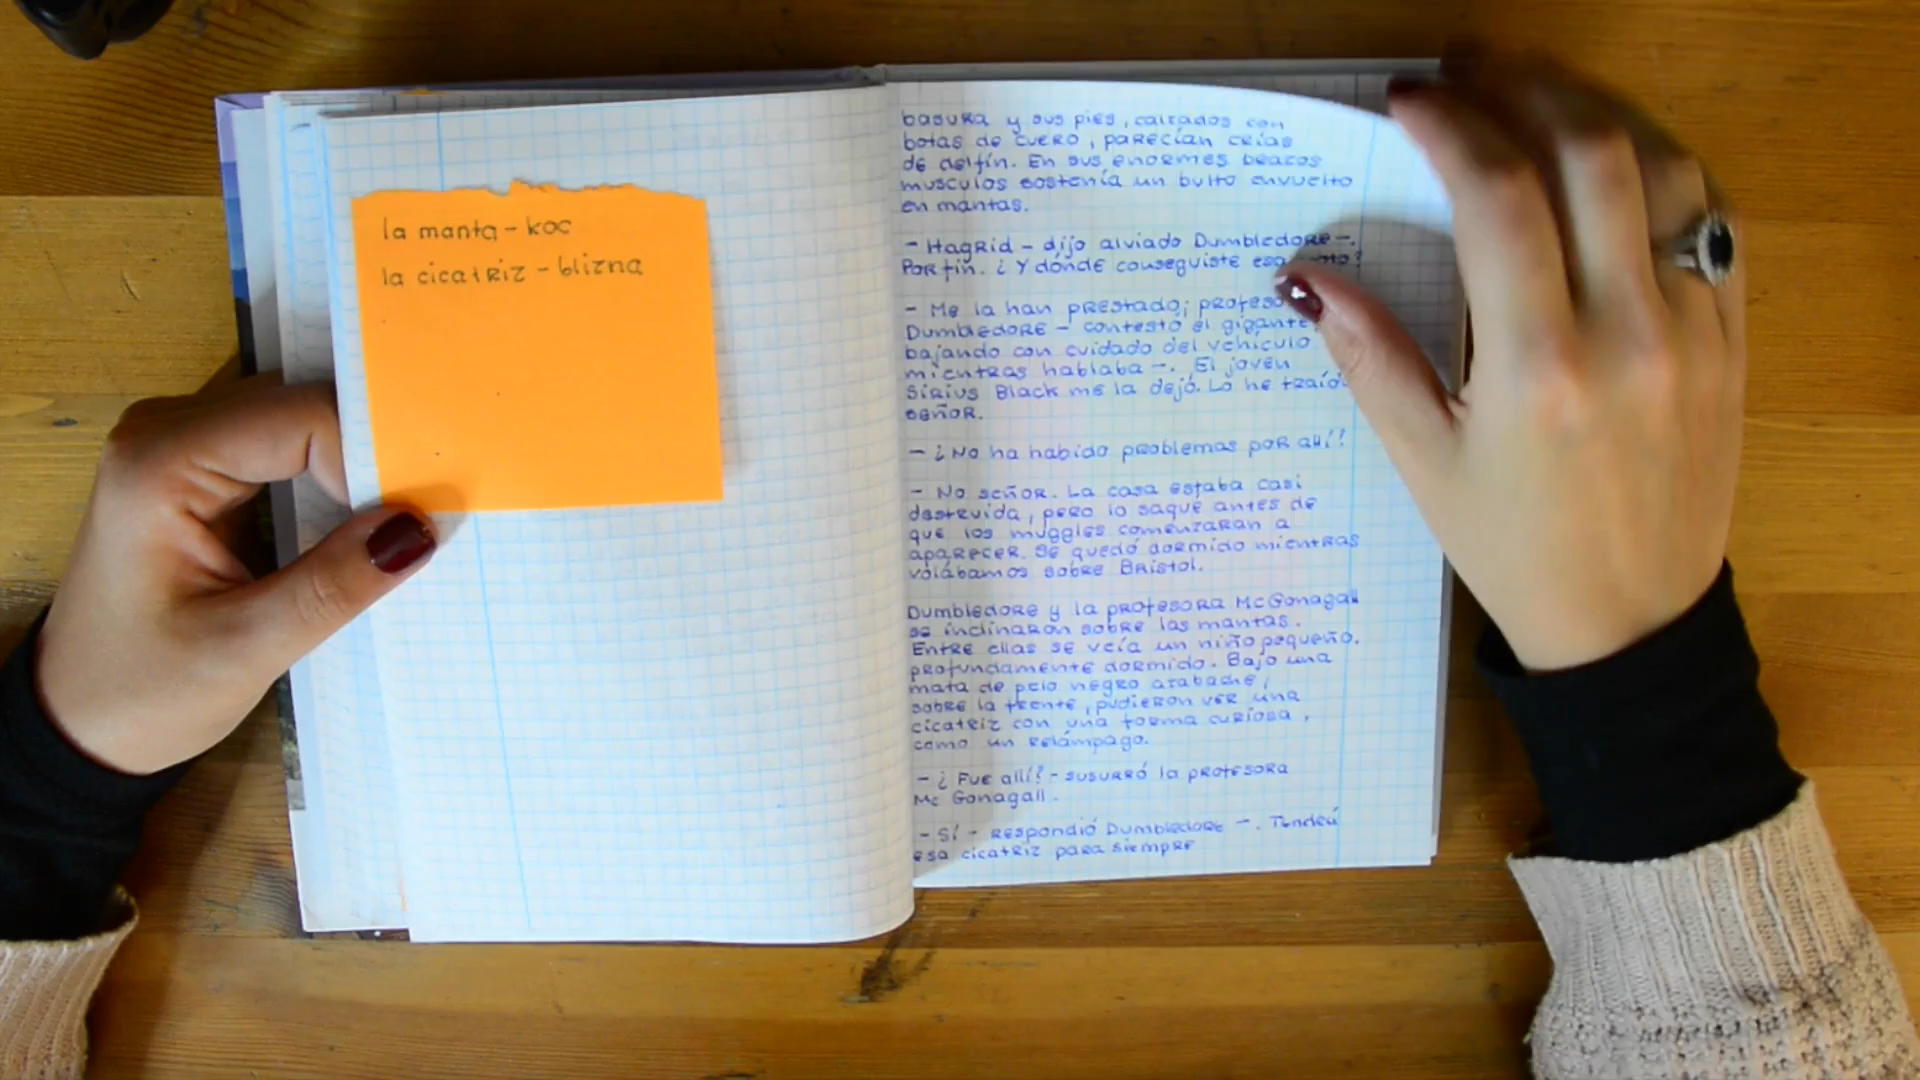 la manta - koc
la cicatriz - blizna
basura y sus pies, calzados con
botas de cuero, parecían crías
de delfín. En sus enormes brazos
musculos sostenía un bulto envuelto
en mantas.
- Hagrid - dijo alviado Dumbledore -.
Por fin. ¿Y dónde conseguiste esa
- Me la han prestado; profeso
Dumbledore - contestó el gigante,
bajando con cuidado del vehículo
mientras hablaba -. El joven
Sirius Black me la dejó. Lo he traído
señor.
- ¿No ha habido problemas por allí?
- No señor. La casa estaba casi
destruida, pero lo saqué antes de
que los muggles comenzaran a
aparecer. Se quedó dormido mientras
volábamos sobre Bristol.
Dumbledore y la profesora McGonagall
se inclinaron sobre las mantas.
Entre ellas se veía un niño pequeño.
profundamente dormido. Bajo una
mata de pelo negro azabache,
sobre la frente, pudieron ver una
cicatriz con una forma curiosa,
como un relámpago.
- ¿Fue allí? - susurró la profesora
Mc Gonagall.
- Sí - respondió Dumbledore -. Tendrá
esa cicatriz para siempre